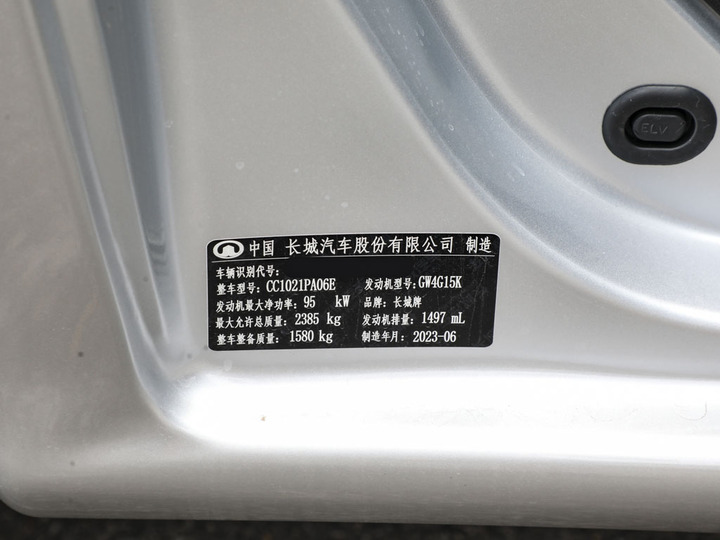 中国 长城汽车股份有限公司 制造
车辆识别代号:
整车型号: CC1021PA06E 发动机型号: GW4G15K
发动机最大净功率: 95 kW 品牌: 长城牌
最大允许总质量: 2385 kg 发动机排量: 1497 mL
整车整备质量: 1580 kg 制造年月: 2023-06
ELV